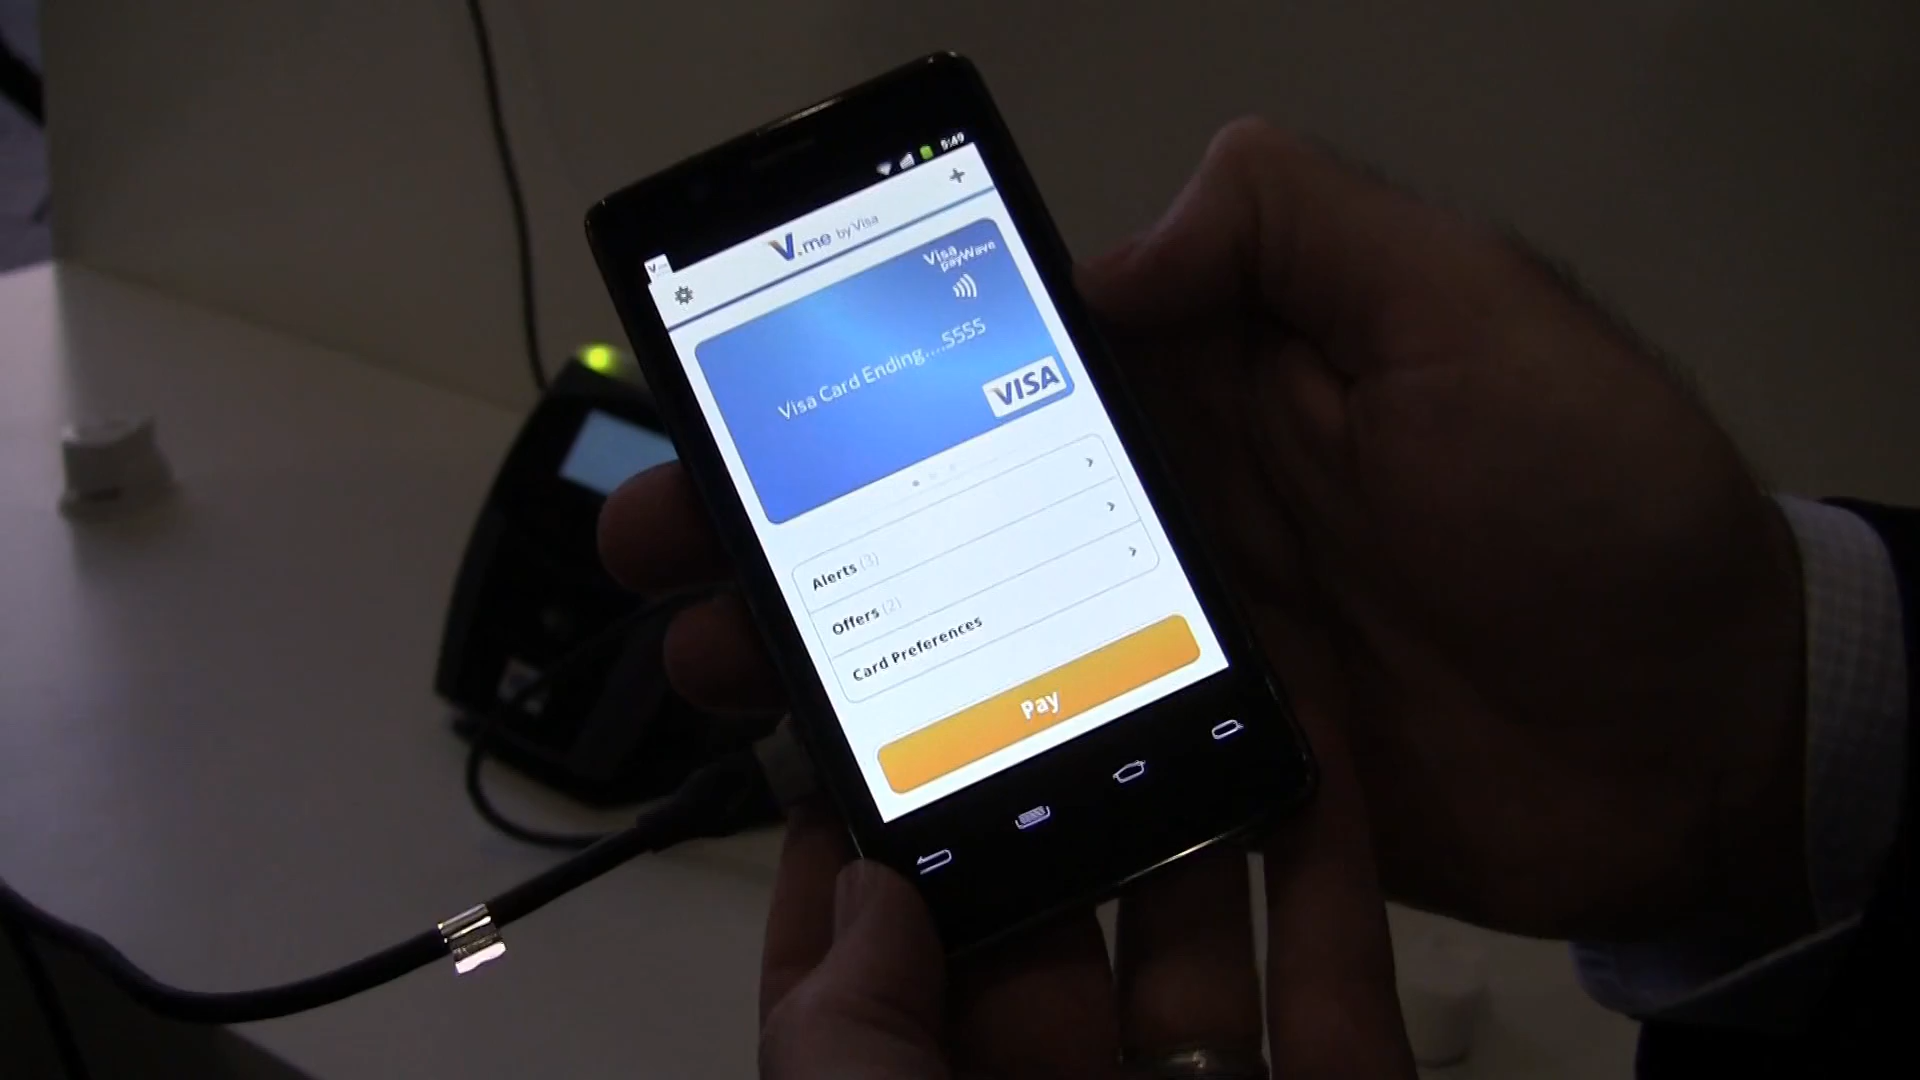 9:49
V.me by Visa
Visa
payWave
Visa Card Ending....5555
VISA
Alerts (3)
Offers (2)
Card Preferences
Pay